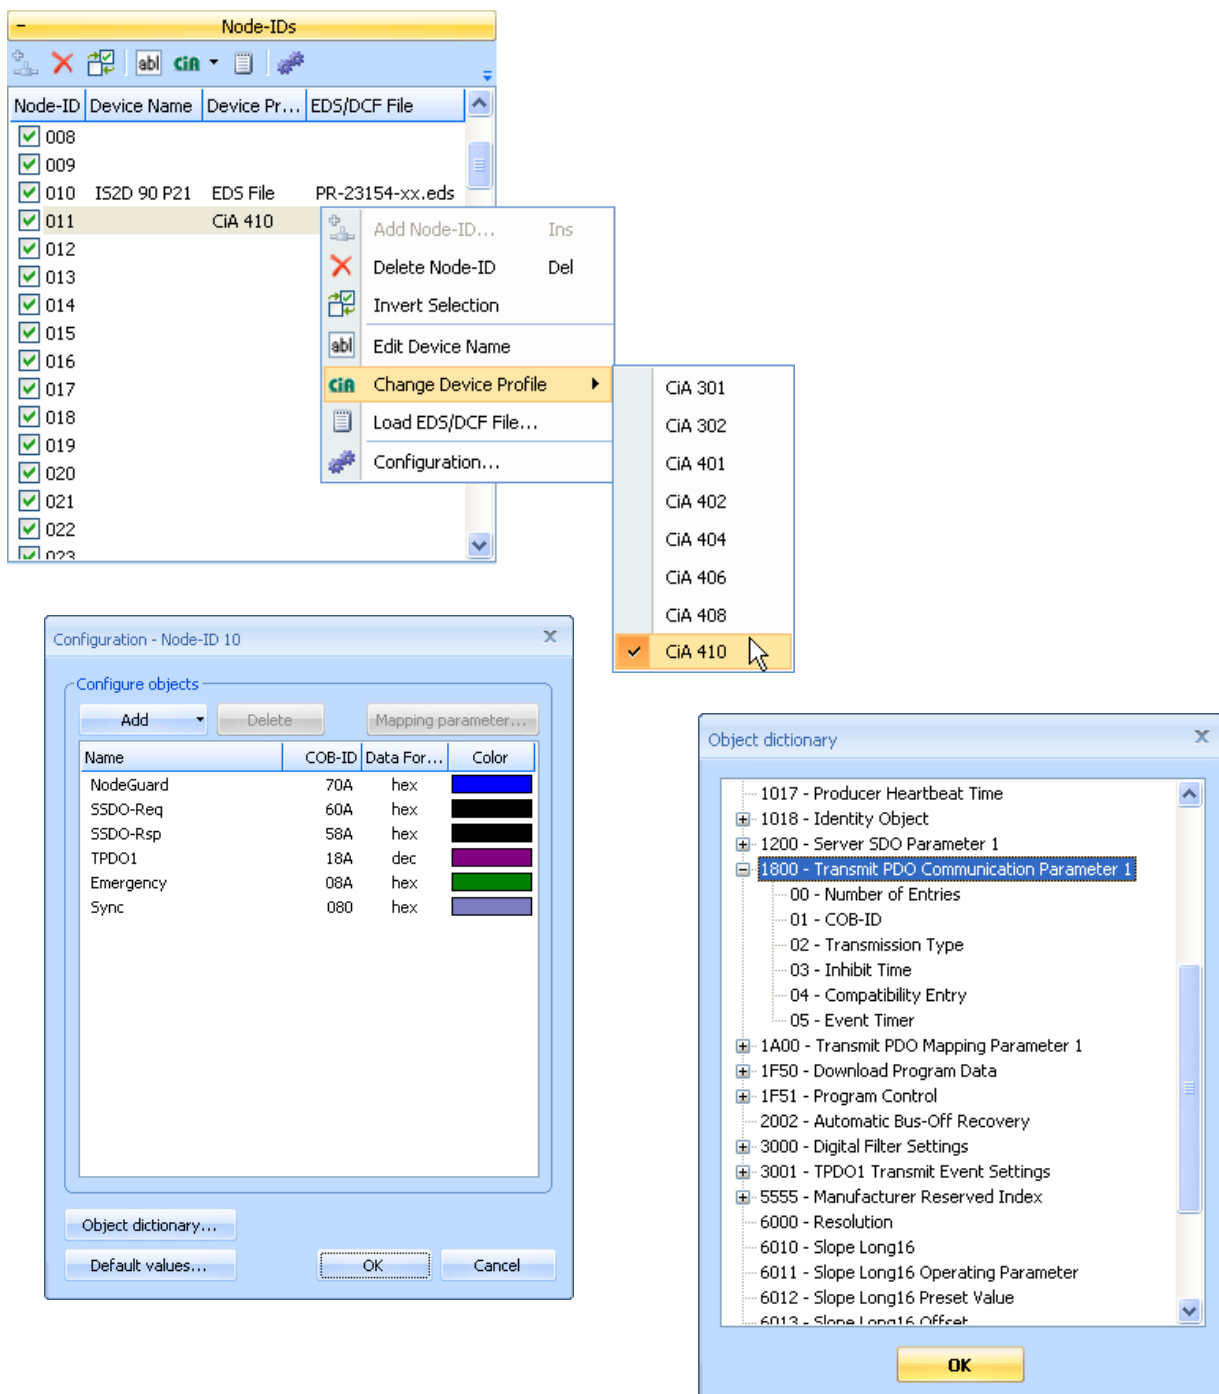 Node-IDs
abl CiA
Node-ID Device Name Device Pr... EDS/DCF File
008
009
010 IS2D 90 P21 EDS File PR-23154-xx.eds
011 CiA 410
012
013
014
015
016
017
018
019
020
021
022
023
Add Node-ID... Ins
Delete Node-ID Del
Invert Selection
abl Edit Device Name
CiA Change Device Profile
Load EDS/DCF File...
Configuration...
CiA 301
CiA 302
CiA 401
CiA 402
CiA 404
CiA 406
CiA 408
CiA 410
Configuration - Node-ID 10
Configure objects
Add Delete Mapping parameter...
Name COB-ID Data For... Color
NodeGuard 70A hex
SSDO-Req 60A hex
SSDO-Rsp 58A hex
TPDO1 18A dec
Emergency 08A hex
Sync 080 hex
Object dictionary...
Default values... OK Cancel
Object dictionary
1017 - Producer Heartbeat Time
1018 - Identity Object
1200 - Server SDO Parameter 1
1800 - Transmit PDO Communication Parameter 1
00 - Number of Entries
01 - COB-ID
02 - Transmission Type
03 - Inhibit Time
04 - Compatibility Entry
05 - Event Timer
1A00 - Transmit PDO Mapping Parameter 1
1F50 - Download Program Data
1F51 - Program Control
2002 - Automatic Bus-Off Recovery
3000 - Digital Filter Settings
3001 - TPDO1 Transmit Event Settings
5555 - Manufacturer Reserved Index
6000 - Resolution
6010 - Slope Long16
6011 - Slope Long16 Operating Parameter
6012 - Slope Long16 Preset Value
6013 - Slope Long16 Offset
OK